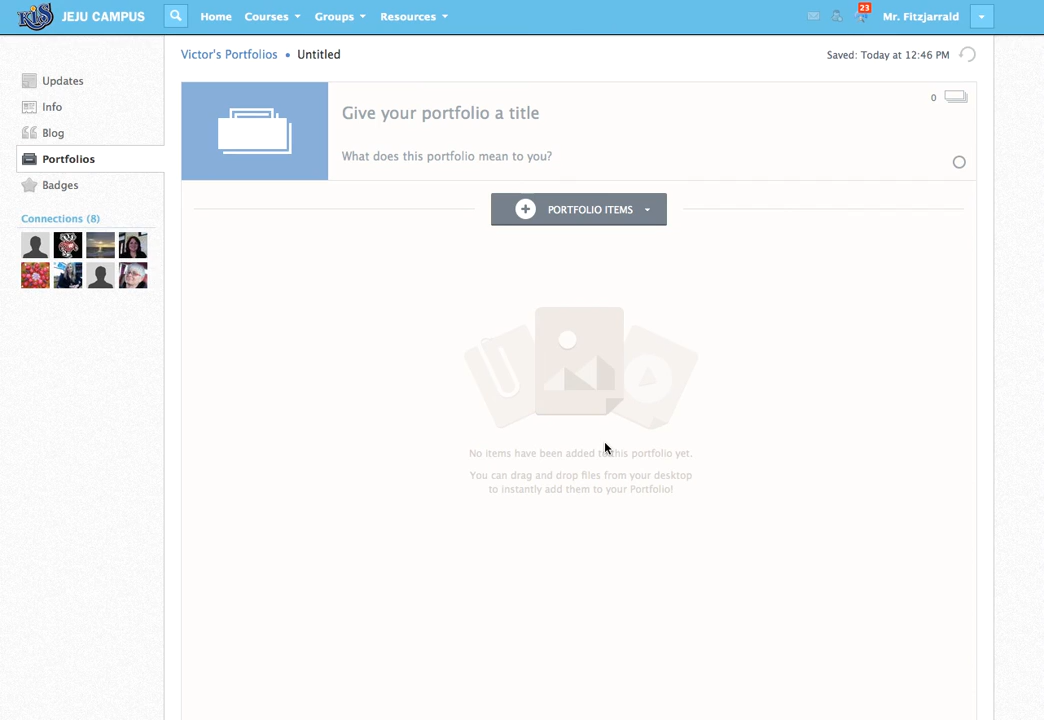 KIS JEJU CAMPUS Home Courses Groups Resources 23 Mr. Fitzjarrald
Victor's Portfolios • Untitled
Saved: Today at 12:46 PM
Updates
Info
Blog
Portfolios
Badges
Connections (8)
Give your portfolio a title
0
What does this portfolio mean to you?
PORTFOLIO ITEMS
No items have been added to this portfolio yet.
You can drag and drop files from your desktop
to instantly add them to your Portfolio!